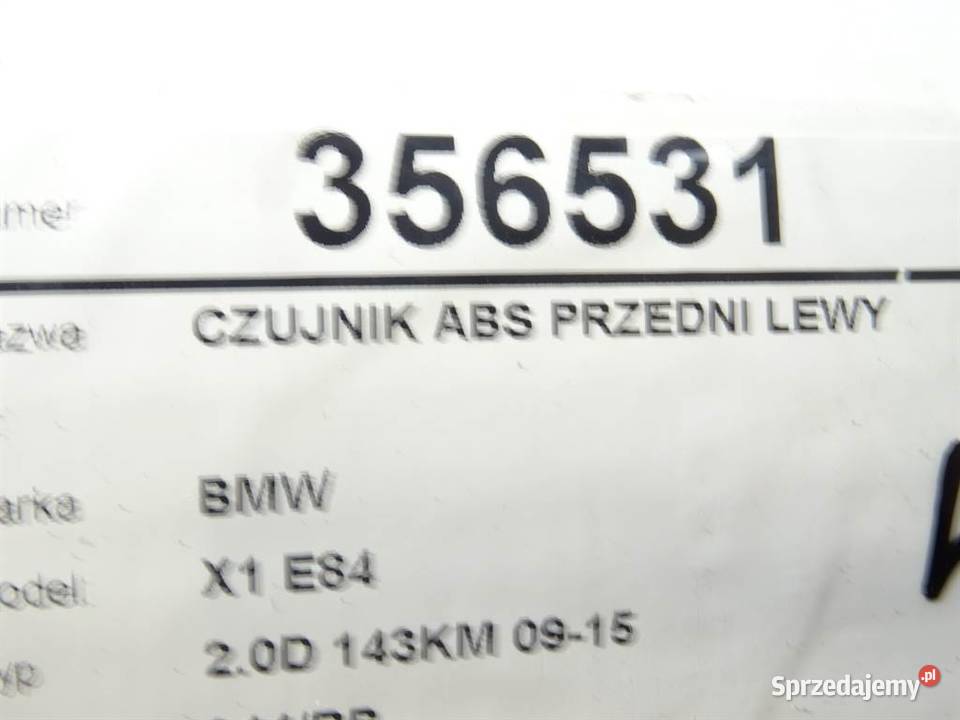 356531
CZUJNIK ABS PRZEDNI LEWY
BMW
X1 E84
2.0D 143KM 09-15
Sprzedajemy.pl